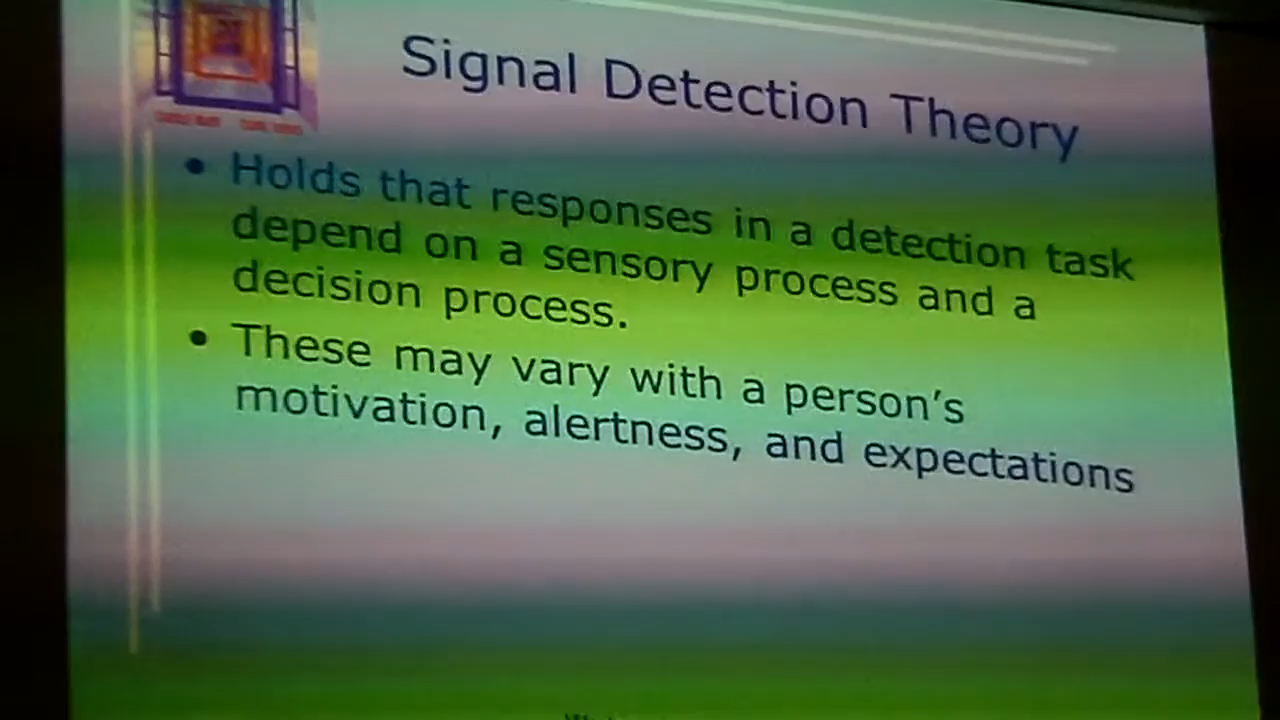 Signal Detection Theory
• Holds that responses in a detection task
depend on a sensory process and a
decision process.
• These may vary with a person's
motivation, alertness, and expectations